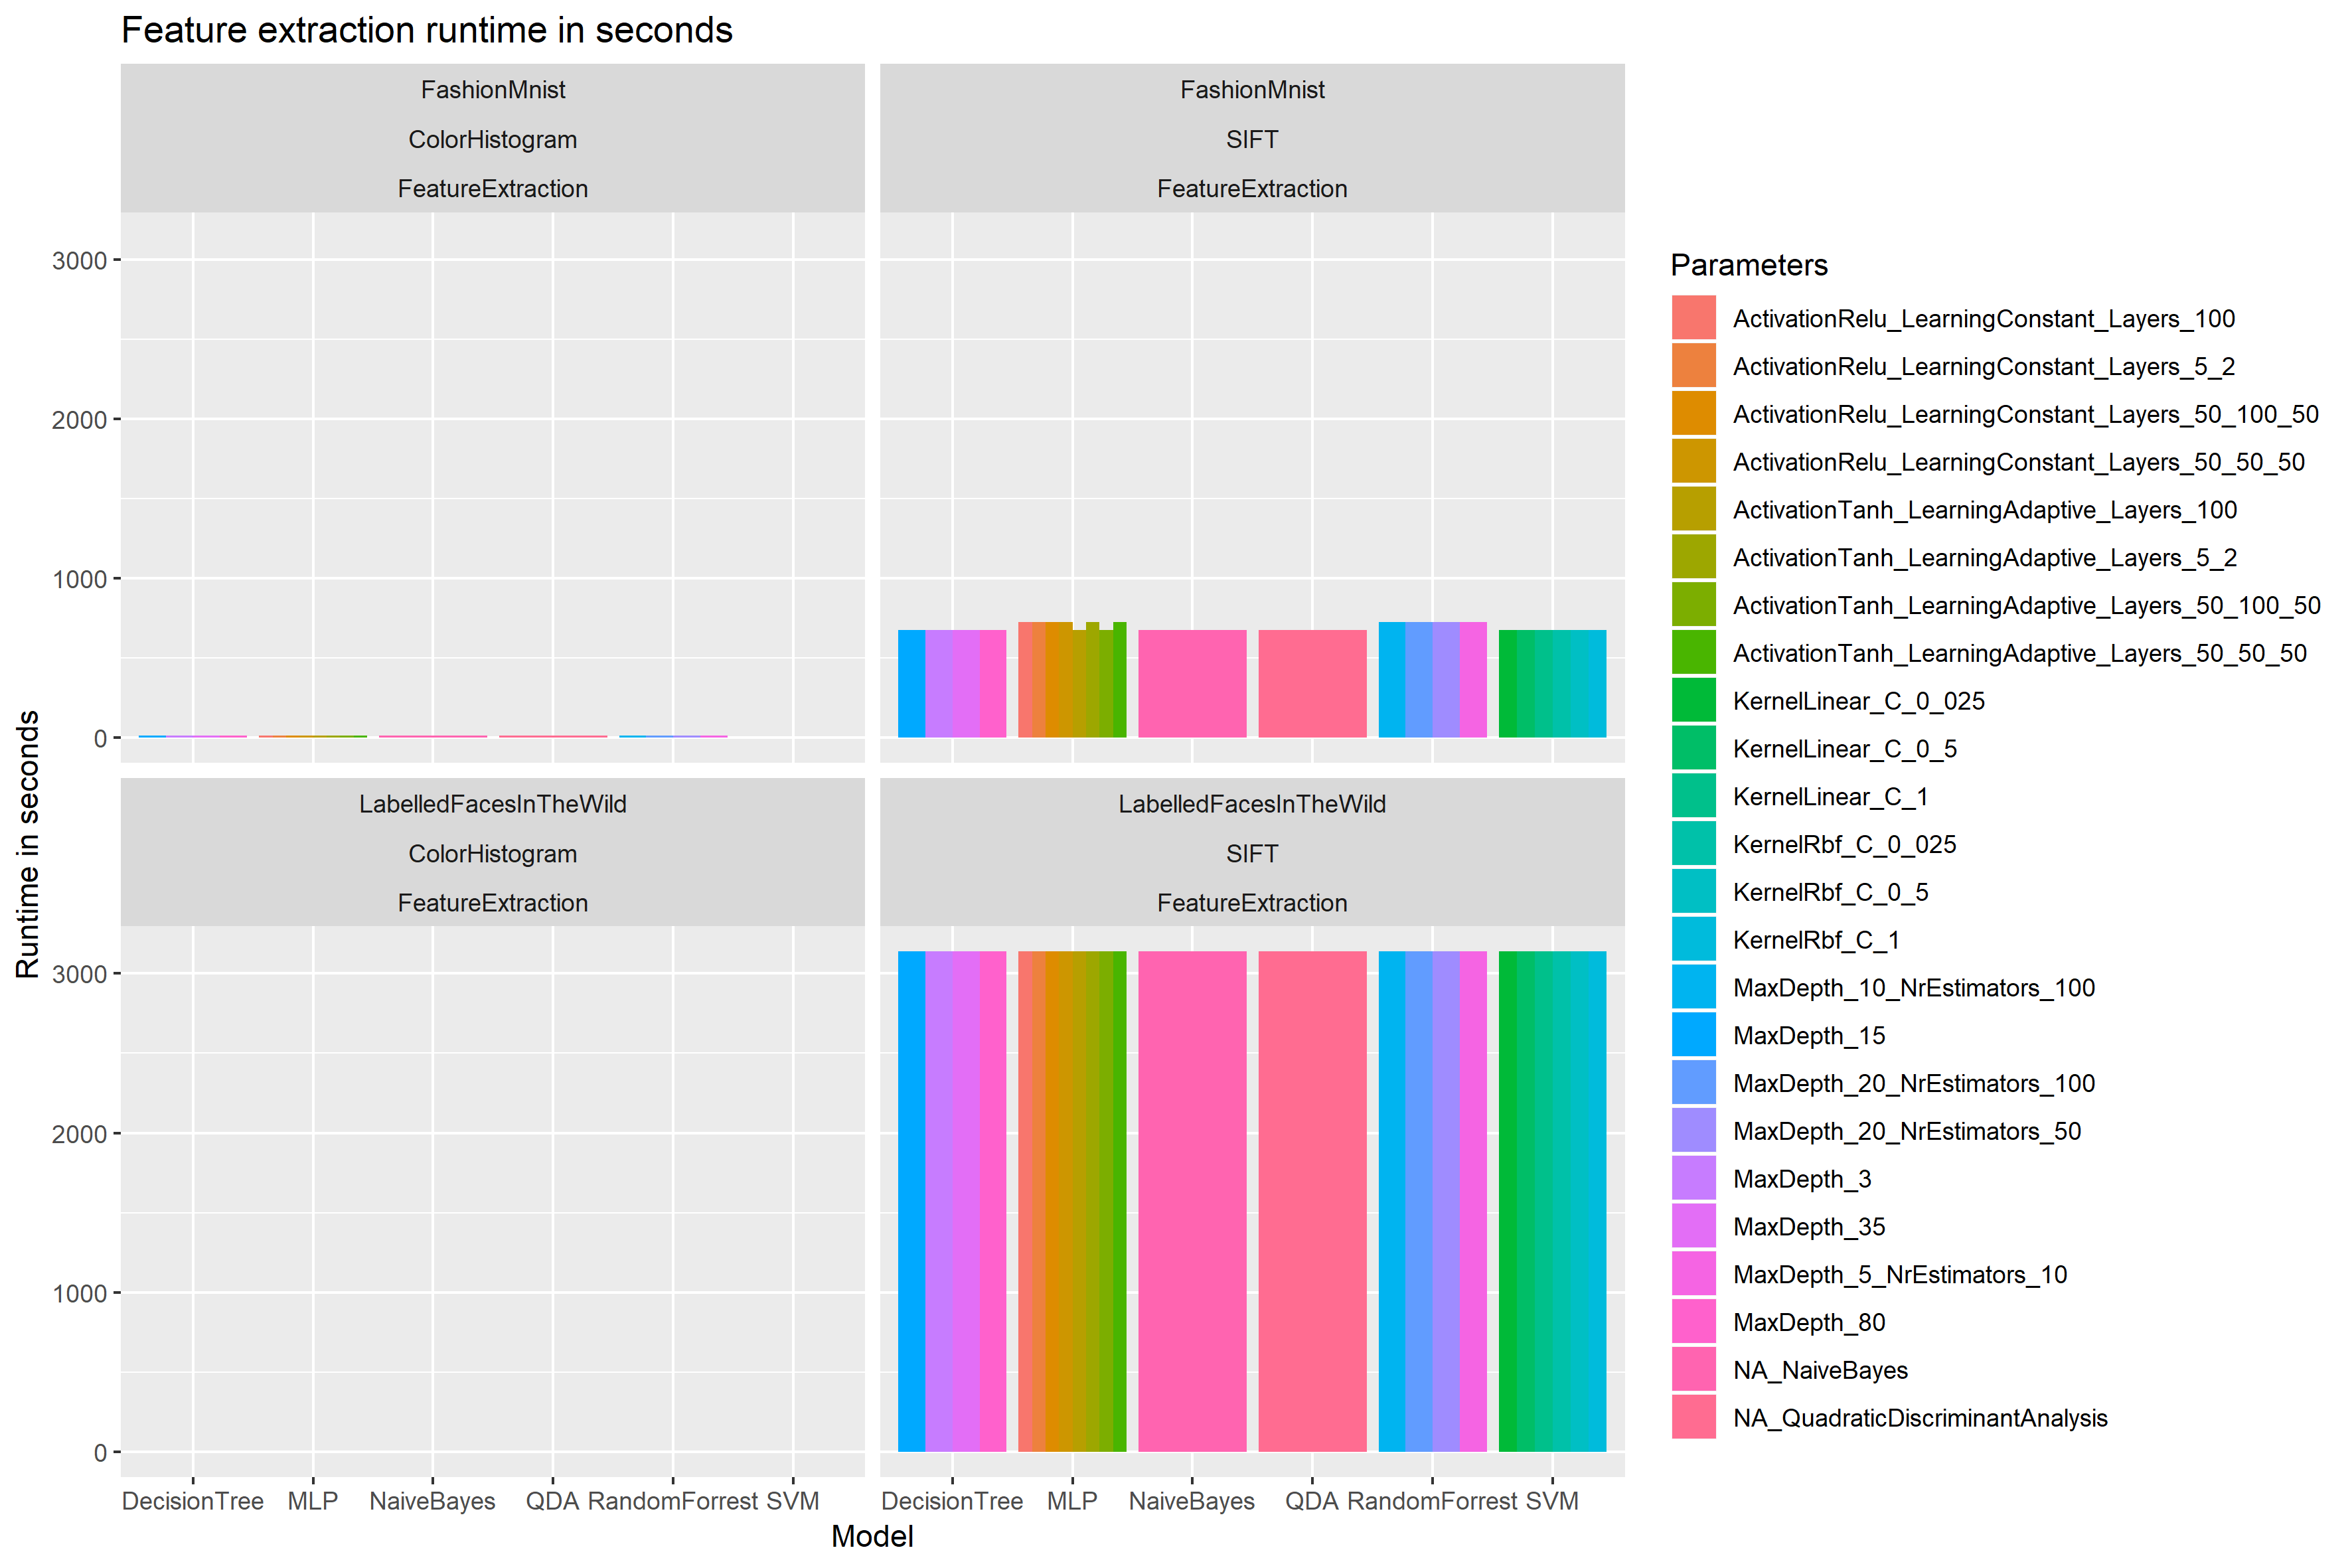 Feature extraction runtime in seconds
FashionMnist
ColorHistogram
FeatureExtraction
FashionMnist
SIFT
FeatureExtraction
3000
2000
1000
0
LabelledFacesInTheWild
ColorHistogram
FeatureExtraction
LabelledFacesInTheWild
SIFT
FeatureExtraction
3000
2000
1000
0
DecisionTree MLP NaiveBayes QDA RandomForrest SVM
DecisionTree MLP NaiveBayes QDA RandomForrest SVM
Model
Runtime in seconds
Parameters
ActivationRelu_LearningConstant_Layers_100
ActivationRelu_LearningConstant_Layers_5_2
ActivationRelu_LearningConstant_Layers_50_100_50
ActivationRelu_LearningConstant_Layers_50_50_50
ActivationTanh_LearningAdaptive_Layers_100
ActivationTanh_LearningAdaptive_Layers_5_2
ActivationTanh_LearningAdaptive_Layers_50_100_50
ActivationTanh_LearningAdaptive_Layers_50_50_50
KernelLinear_C_0_025
KernelLinear_C_0_5
KernelLinear_C_1
KernelRbf_C_0_025
KernelRbf_C_0_5
KernelRbf_C_1
MaxDepth_10_NrEstimators_100
MaxDepth_15
MaxDepth_20_NrEstimators_100
MaxDepth_20_NrEstimators_50
MaxDepth_3
MaxDepth_35
MaxDepth_5_NrEstimators_10
MaxDepth_80
NA_NaiveBayes
NA_QuadraticDiscriminantAnalysis